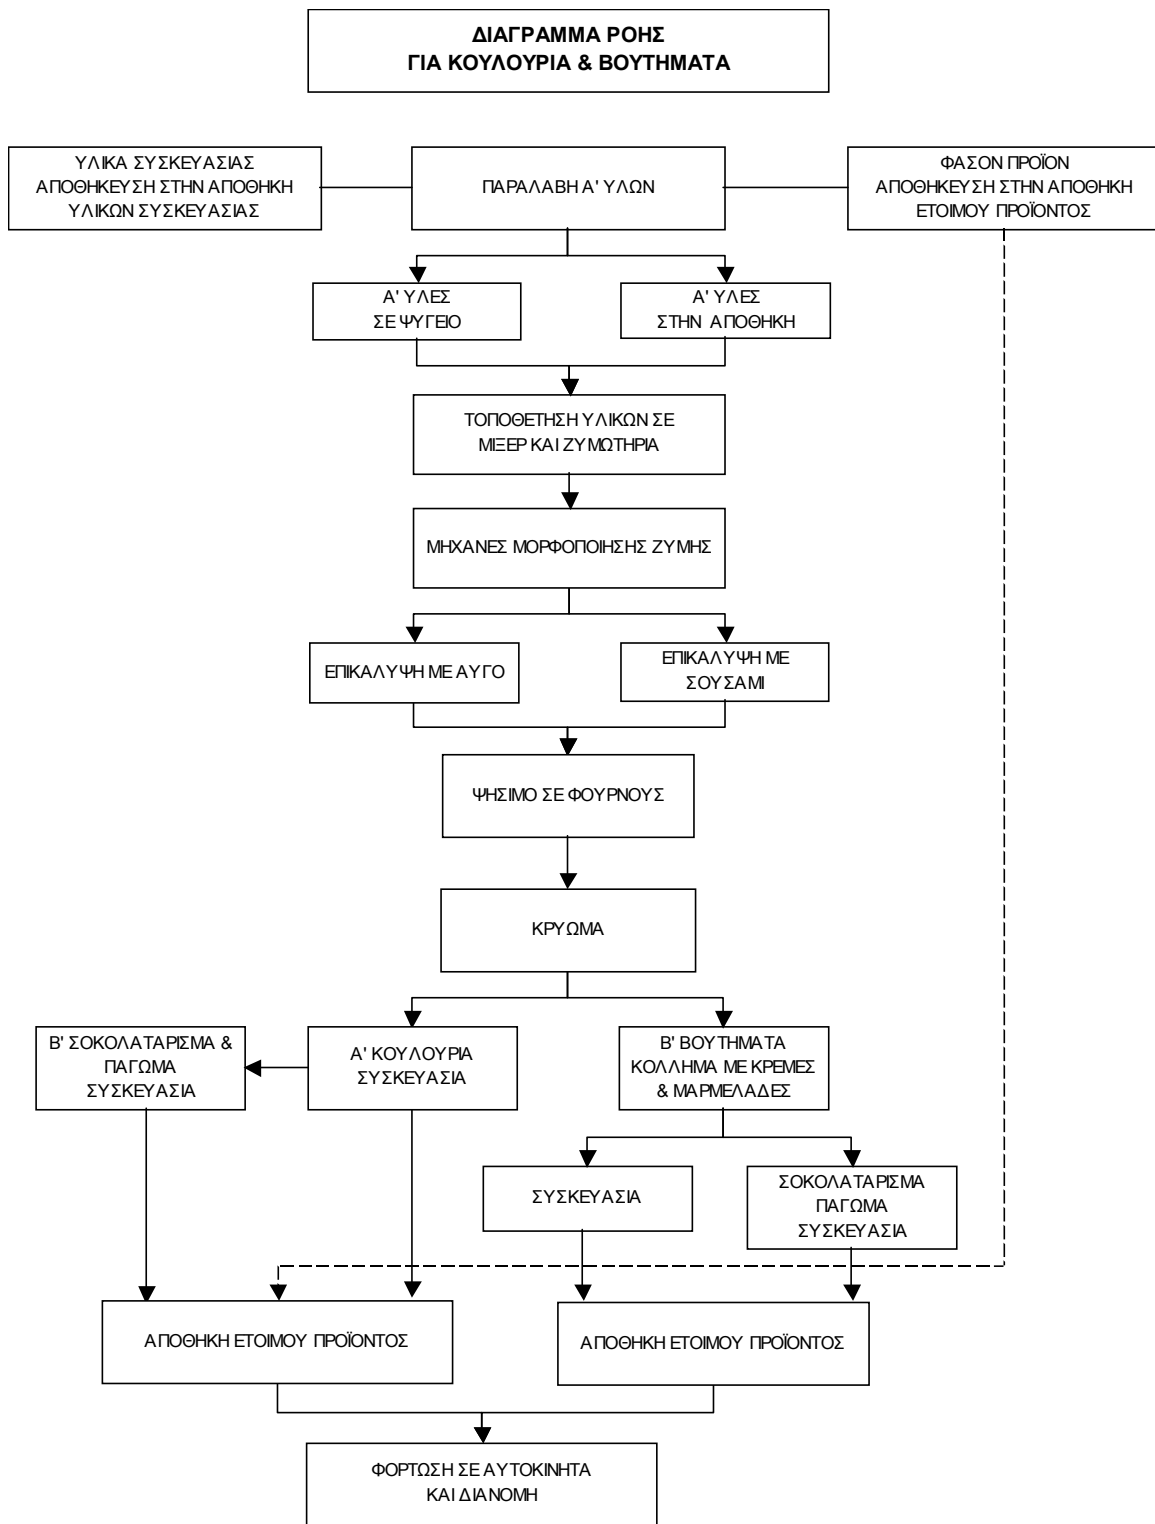 ΔΙΑΓΡΑΜΜΑ ΡΟΗΣ
ΓΙΑ ΚΟΥΛΟΥΡΙΑ & ΒΟΥΤΗΜΑΤΑ
ΥΛΙΚΑ ΣΥΣΚΕΥΑΣΙΑΣ
ΑΠΟΘΗΚΕΥΣΗ ΣΤΗΝ ΑΠΟΘΗΚΗ
ΥΛΙΚΩΝ ΣΥΣΚΕΥΑΣΙΑΣ
ΠΑΡΑΛΑΒΗ Α' ΥΛΩΝ
ΦΑΣΟΝ ΠΡΟΪΟΝ
ΑΠΟΘΗΚΕΥΣΗ ΣΤΗΝ ΑΠΟΘΗΚΗ
ΕΤΟΙΜΟΥ ΠΡΟΪΟΝΤΟΣ
Α' ΥΛΕΣ
ΣΕ ΨΥΓΕΙΟ
Α' ΥΛΕΣ
ΣΤΗΝ ΑΠΟΘΗΚΗ
ΤΟΠΟΘΕΤΗΣΗ ΥΛΙΚΩΝ ΣΕ
ΜΙΞΕΡ ΚΑΙ ΖΥΜΩΤΗΡΙΑ
ΜΗΧΑΝΕΣ ΜΟΡΦΟΠΟΙΗΣΗΣ ΖΥΜΗΣ
ΕΠΙΚΑΛΥΨΗ ΜΕ ΑΥΓΟ
ΕΠΙΚΑΛΥΨΗ ΜΕ
ΣΟΥΣΑΜΙ
ΨΗΣΙΜΟ ΣΕ ΦΟΥΡΝΟΥΣ
ΚΡΥΩΜΑ
Β' ΣΟΚΟΛΑΤΑΡΙΣΜΑ &
ΠΑΓΩΜΑ
ΣΥΣΚΕΥΑΣΙΑ
Α' ΚΟΥΛΟΥΡΙΑ
ΣΥΣΚΕΥΑΣΙΑ
Β' ΒΟΥΤΗΜΑΤΑ
ΚΟΛΛΗΜΑ ΜΕ ΚΡΕΜΕΣ
& ΜΑΡΜΕΛΑΔΕΣ
ΣΥΣΚΕΥΑΣΙΑ
ΣΟΚΟΛΑΤΑΡΙΣΜΑ
ΠΑΓΩΜΑ
ΣΥΣΚΕΥΑΣΙΑ
ΑΠΟΘΗΚΗ ΕΤΟΙΜΟΥ ΠΡΟΪΟΝΤΟΣ
ΑΠΟΘΗΚΗ ΕΤΟΙΜΟΥ ΠΡΟΪΟΝΤΟΣ
ΦΟΡΤΩΣΗ ΣΕ ΑΥΤΟΚΙΝΗΤΑ
ΚΑΙ ΔΙΑΝΟΜΗ